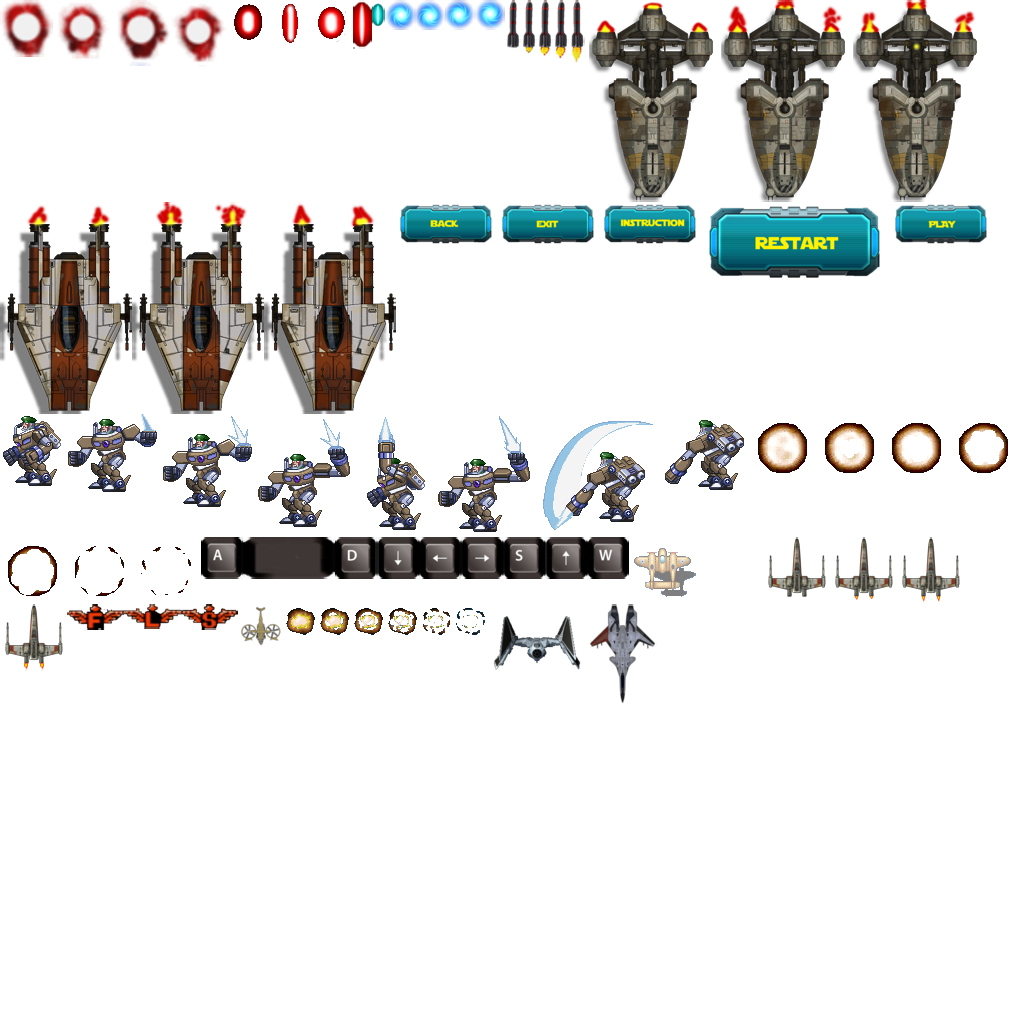 BACK EXIT INSTRUCTION RESTART PLAY
A D ↓ ← → S ↑ W
F L S